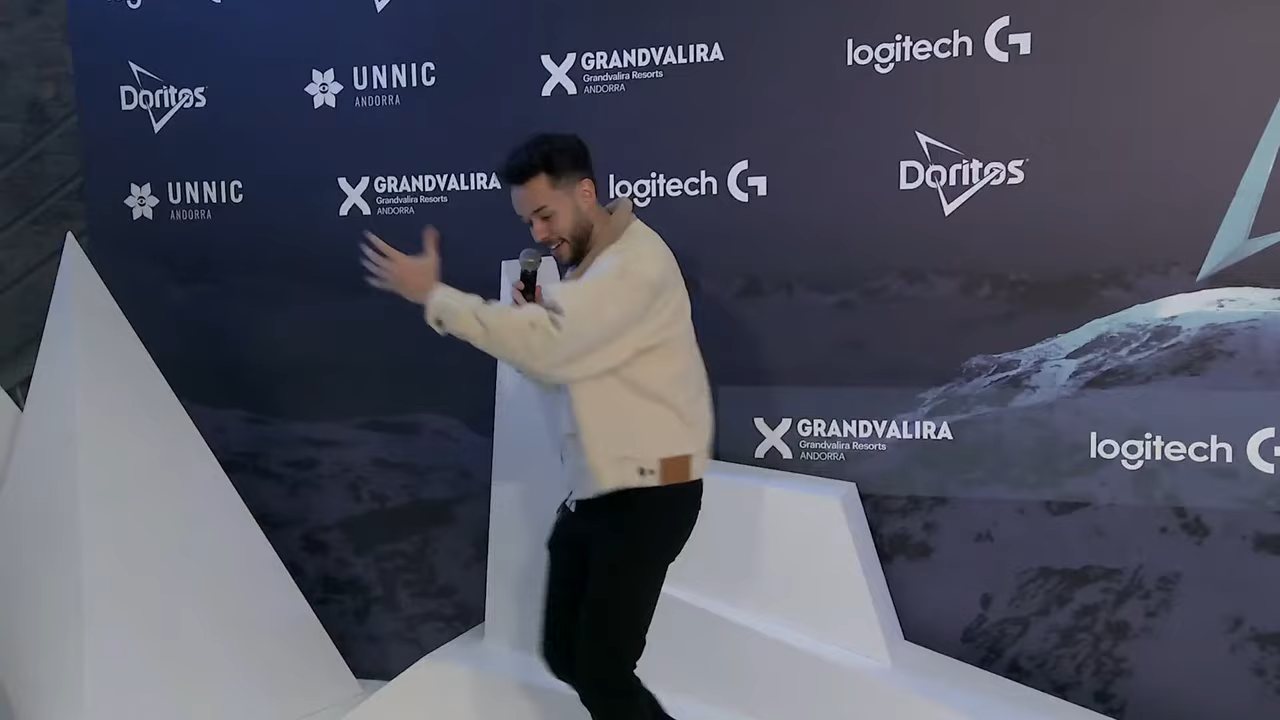 Doritos
UNNIC
ANDORRA
GRANDVALIRA
Grandvalira Resorts
ANDORRA
logitech G
UNNIC
ANDORRA
GRANDVALIRA
Grandvalira Resorts
ANDORRA
logitech G
Doritos
GRANDVALIRA
Grandvalira Resorts
ANDORRA
logitech G